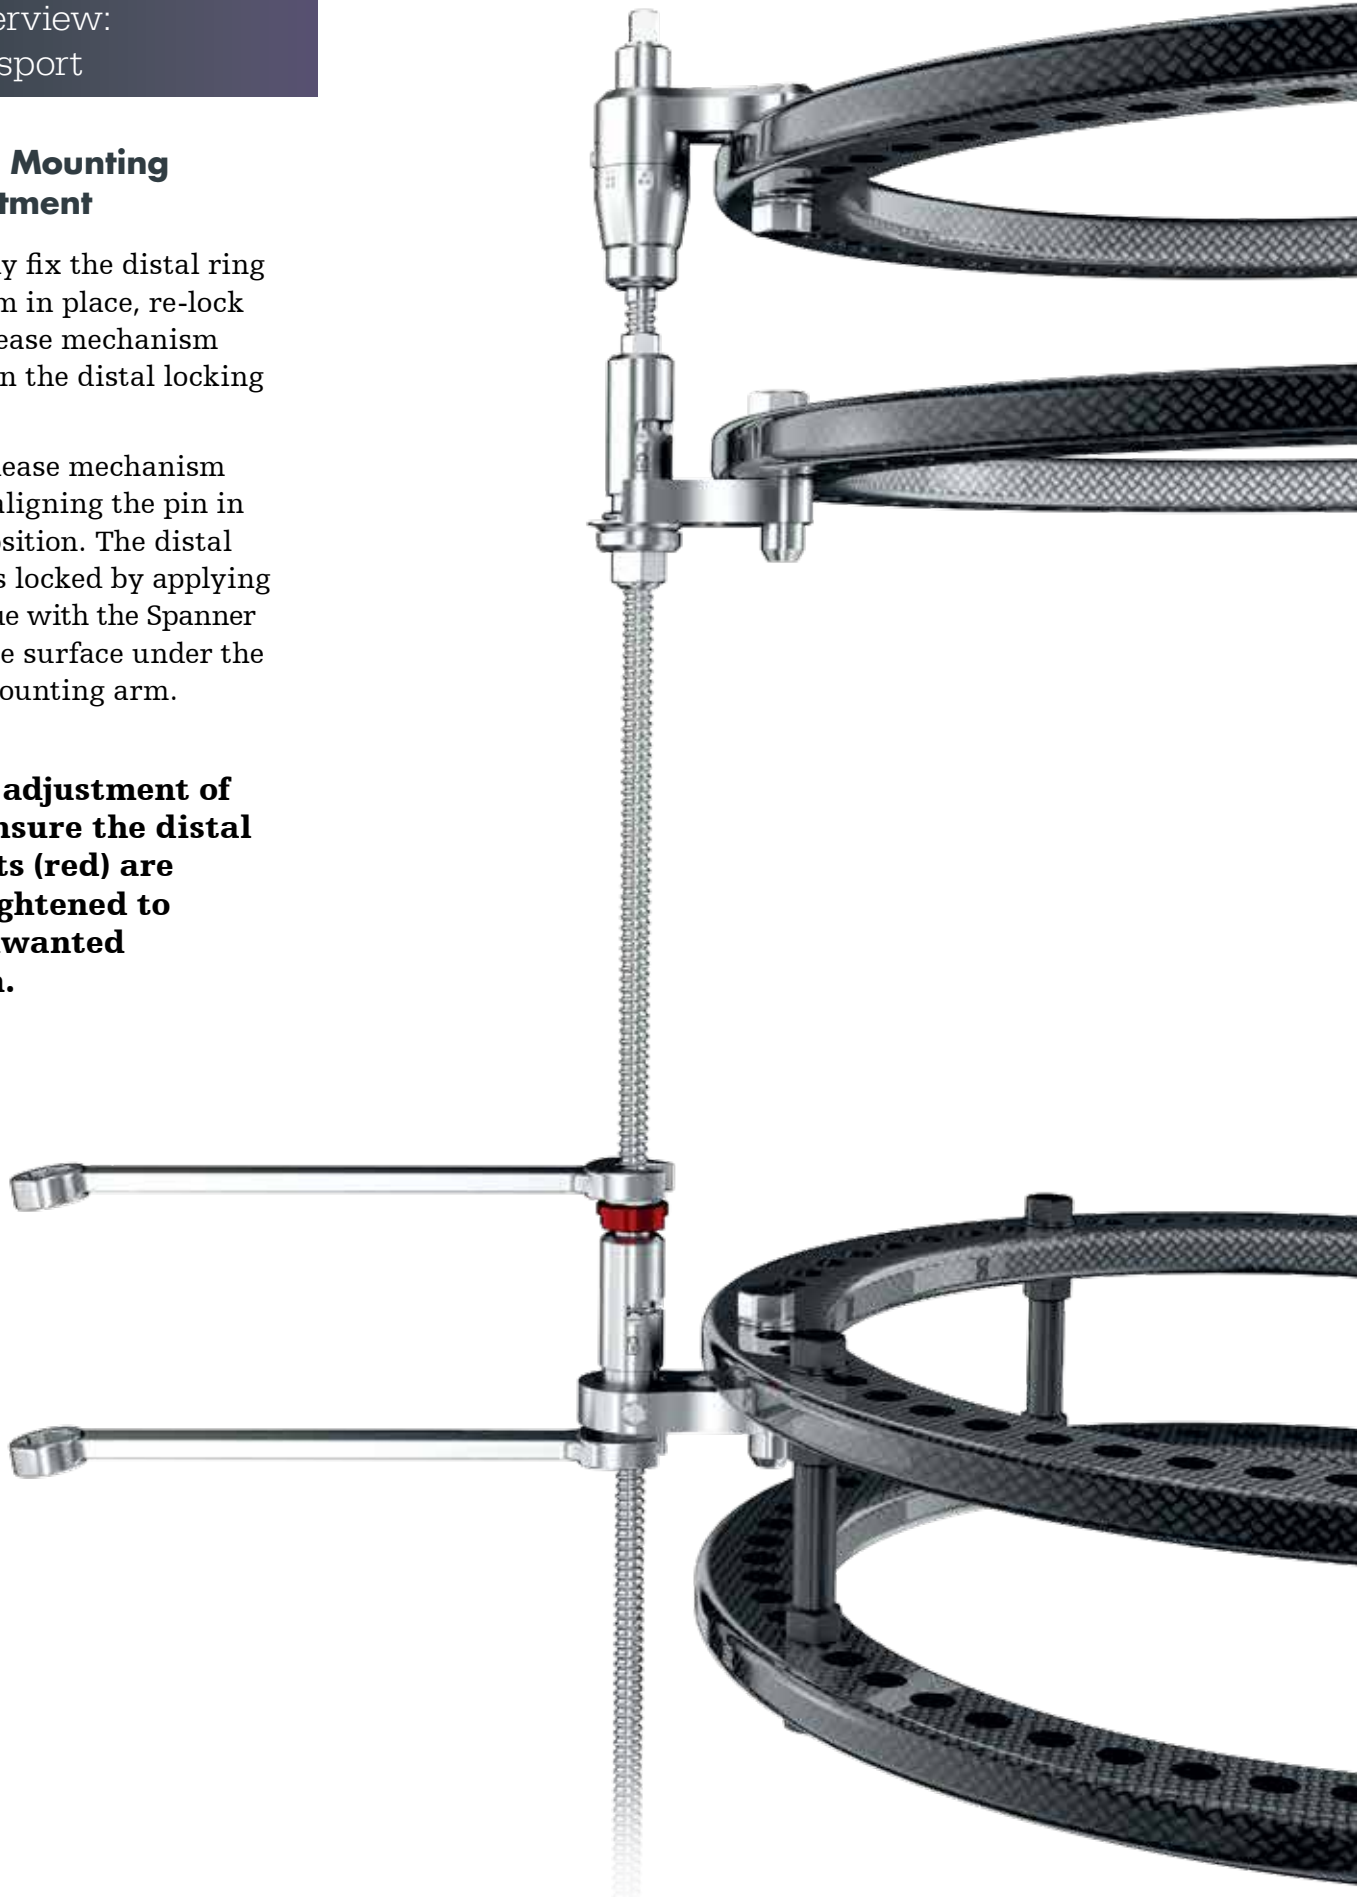 erview:
sport
Mounting
tment
y fix the distal ring
m in place, re-lock
ease mechanism
n the distal locking
lease mechanism
aligning the pin in
osition. The distal
s locked by applying
ue with the Spanner
e surface under the
ounting arm.
adjustment of
nsure the distal
ts (red) are
ghtened to
wanted
n.